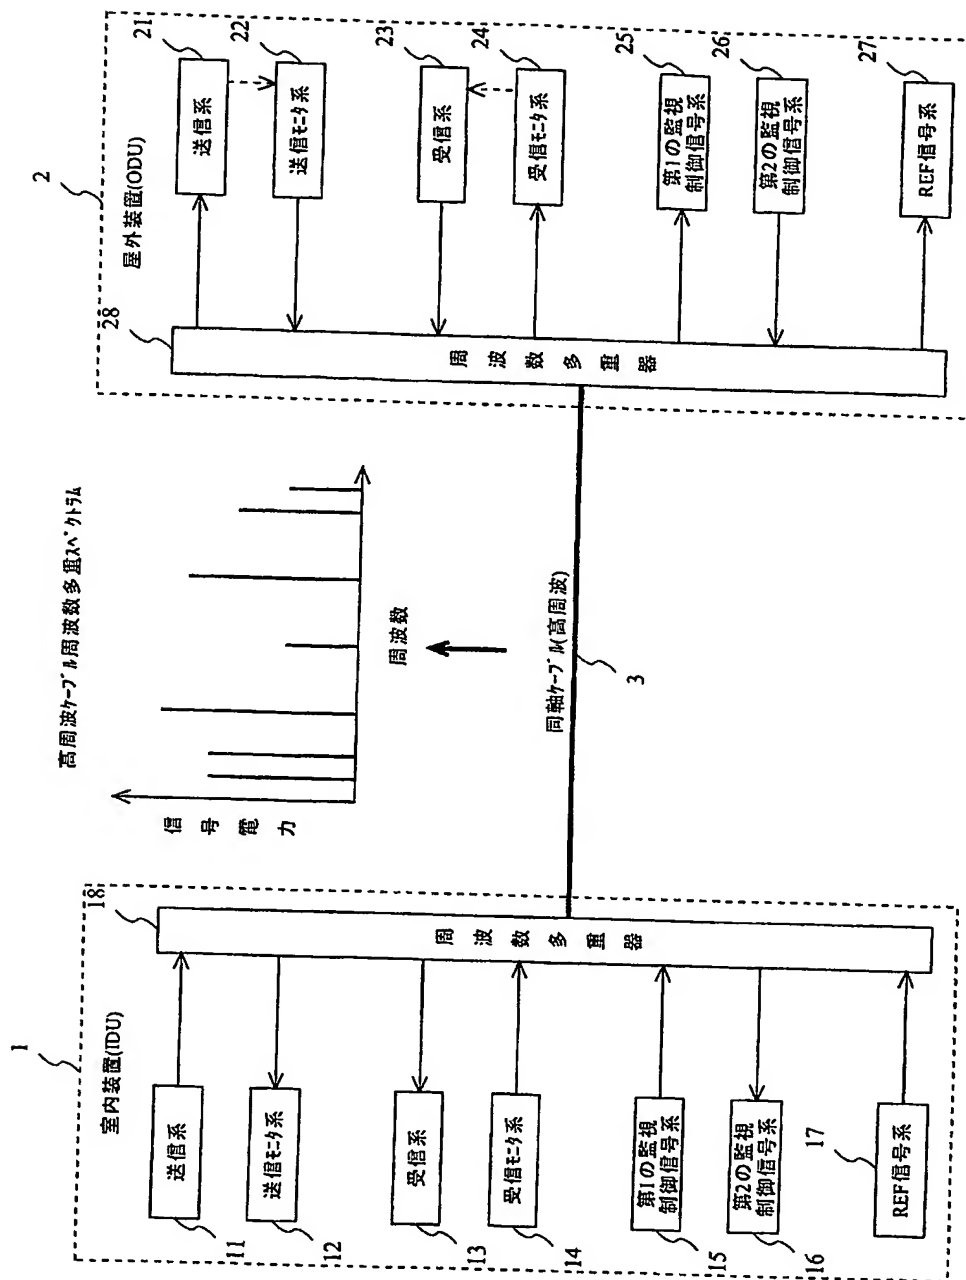 1
室内装置(IDU)
送信系
11
送信モニタ系
12
受信系
13
受信モニタ系
14
第1の監視
制御信号系
15
第2の監視
制御信号系
16
REF信号系
17
周波数多重器
18
高周波ケーブル周波数多重スペクトラム
信号電力
周波数
同軸ケーブル(高周波)
3
2
屋外装置(ODU)
周波数多重器
28
送信系
21
送信モニタ系
22
受信系
23
受信モニタ系
24
第1の監視
制御信号系
25
第2の監視
制御信号系
26
REF信号系
27